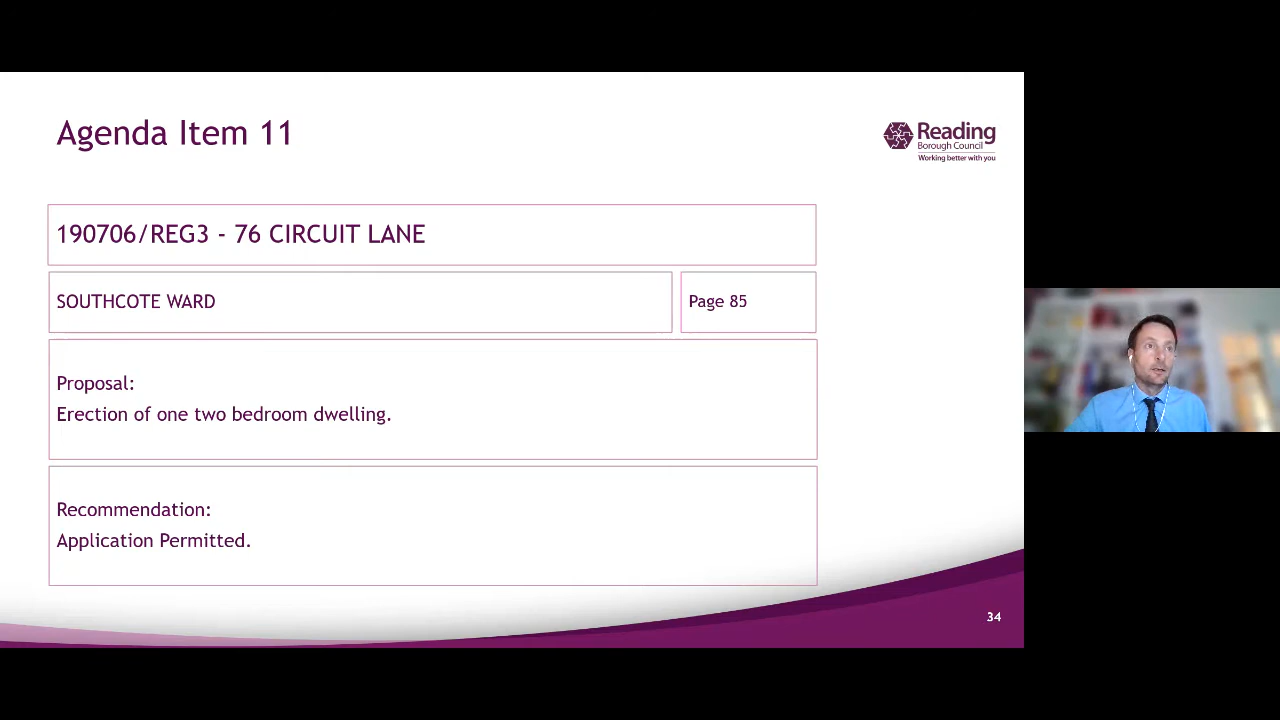 Agenda Item 11
Reading
Borough Council
Working better with you
190706/REG3 - 76 CIRCUIT LANE
SOUTHCOTE WARD
Page 85
Proposal:
Erection of one two bedroom dwelling.
Recommendation:
Application Permitted.
34